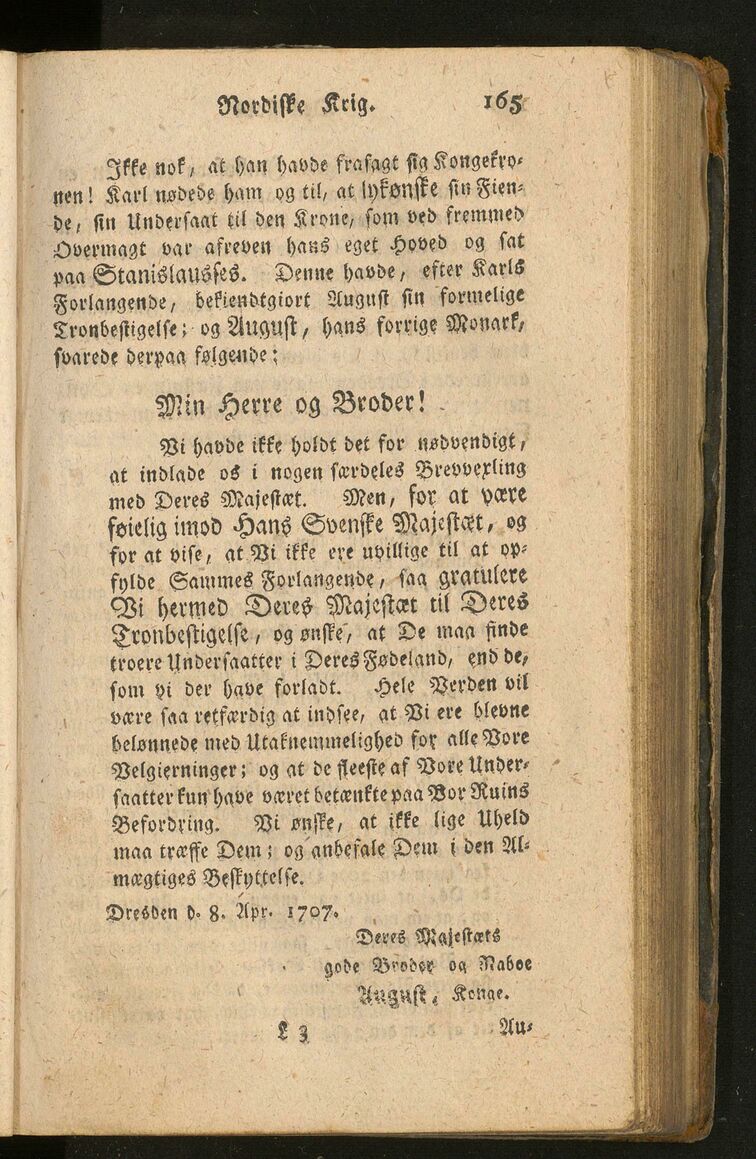 Nordiske Krig. 165
Ikke nok, at han havde frasagt sig Kongekro-
nen! Karl nødede ham og til, at lykønske sin Fien-
de, sin Undersaat til den Krone, som ved fremmed
Overmagt var afreven hans eget Hoved og sat
paa Stanislausses. Denne havde, efter Karls
Forlangende, bekiendtgiort August sin formelige
Tronbestigelse; og August, hans forrige Monark,
svarede derpaa følgende:
Min Herre og Broder!
Vi havde ikke holdt det for nødvendigt,
at indlade os i nogen særdeles Brevvexling
med Deres Majestæt. Men, for at være
føielig imod Hans Svenske Majestæt, og
for at vise, at Vi ikke ere uvillige til at op-
fylde Sammes Forlangende, saa gratulere
Vi hermed Deres Majestæt til Deres
Tronbestigelse, og ønske, at De maa finde
troere Undersaatter i Deres Fødeland, end de,
som vi der have forladt. Hele Verden vil
være saa retfærdig at indsee, at Vi ere blevne
belønnede med Utaknemmelighed for alle Vore
Velgierninger; og at de fleeste af Vore Under-
saatter kun have været betænkte paa Vor Ruins
Befordring. Vi ønske, at ikke lige Uheld
maa træffe Dem; og anbefale Dem i den Al-
mægtiges Beskyttelse.
Dresden d. 8. Apr. 1707.
Deres Majestæts
gode Broder og Naboe
August, Konge.
L 3 Au-